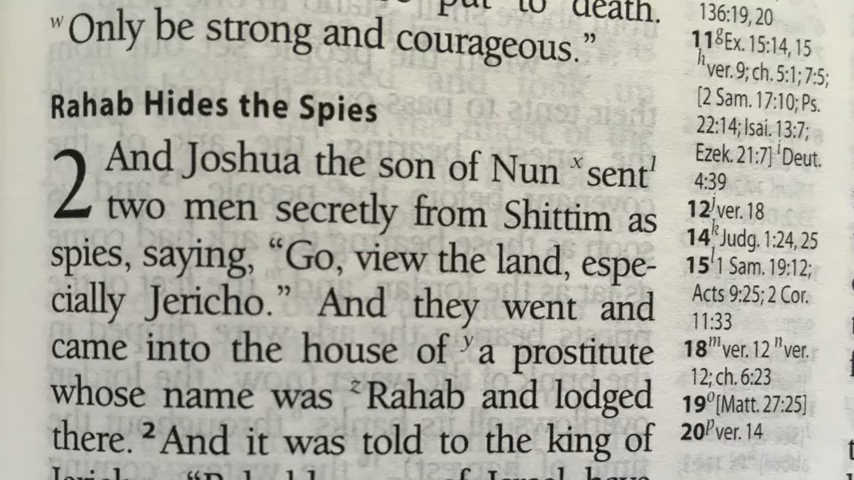 put to death.
ʷOnly be strong and courageous.”
Rahab Hides the Spies
2 And Joshua the son of Nun ˣsent¹
two men secretly from Shittim as
spies, saying, “Go, view the land, espe-
cially Jericho.” And they went and
came into the house of ʸa prostitute
whose name was ᶻRahab and lodged
there. ²And it was told to the king of
of Israel have
136:19, 20
11ᵍEx. 15:14, 15
ʰver. 9; ch. 5:1; 7:5;
[2 Sam. 17:10; Ps.
22:14; Isai. 13:7;
Ezek. 21:7] ⁱDeut.
4:39
12ʲver. 18
14ᵏJudg. 1:24, 25
15ˡ1 Sam. 19:12;
Acts 9:25; 2 Cor.
11:33
18ᵐver. 12 ⁿver.
12; ch. 6:23
19ᵒ[Matt. 27:25]
20ᵖver. 14